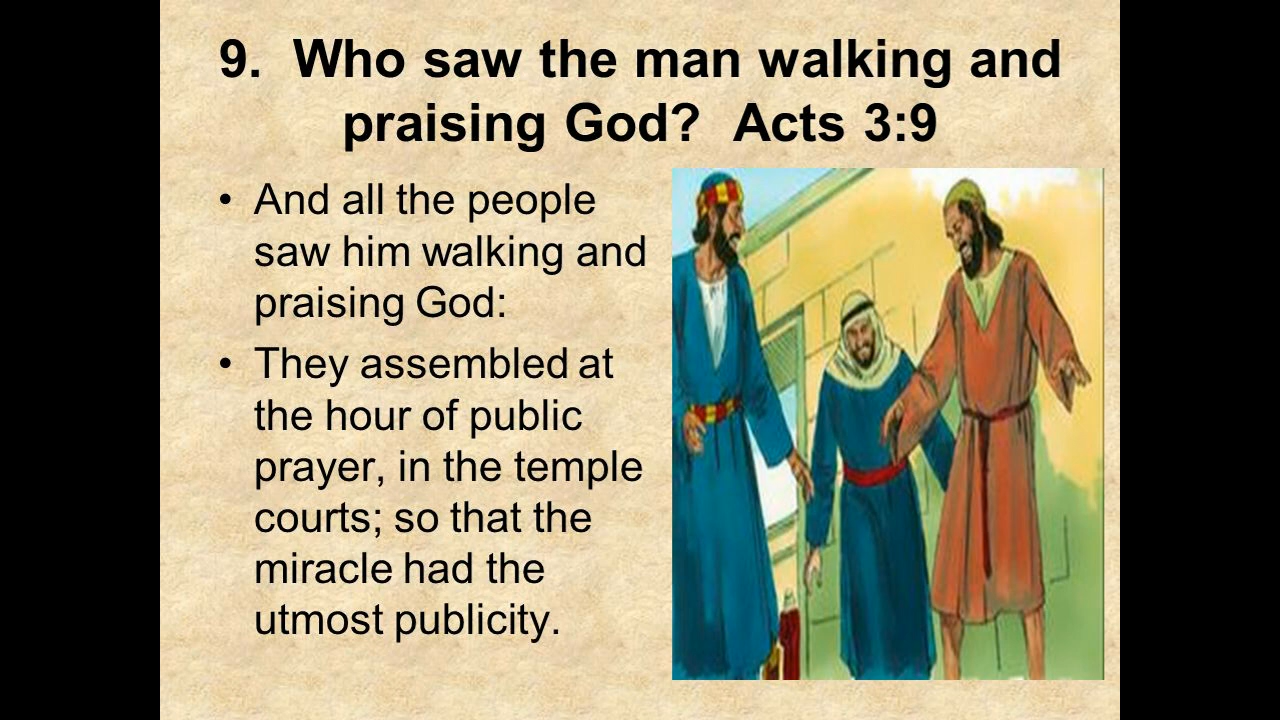 9.  Who saw the man walking and
praising God?  Acts 3:9
• And all the people
saw him walking and
praising God:
• They assembled at
the hour of public
prayer, in the temple
courts; so that the
miracle had the
utmost publicity.